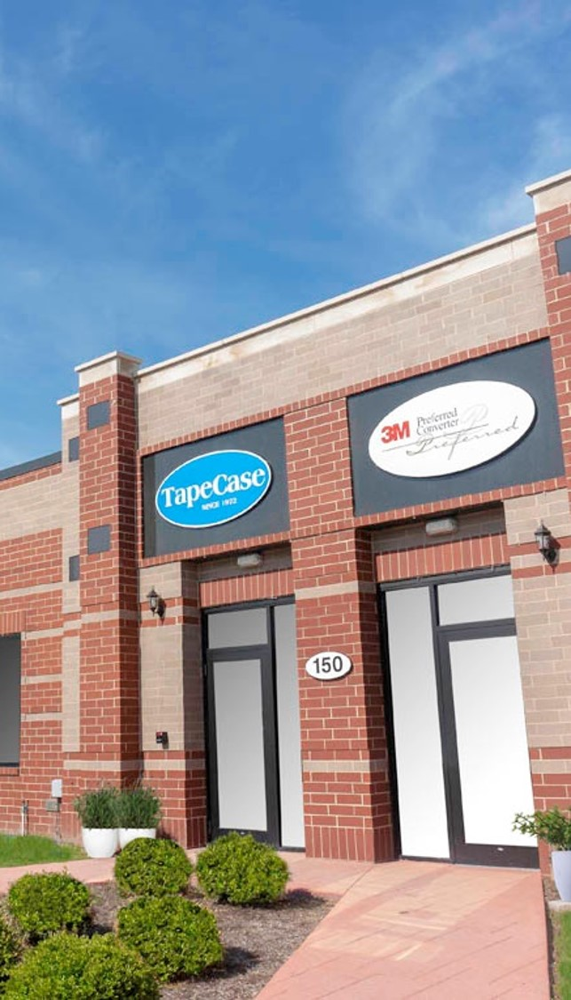 TapeCase
SINCE 1922
3M Preferred
Converter
Preferred
150